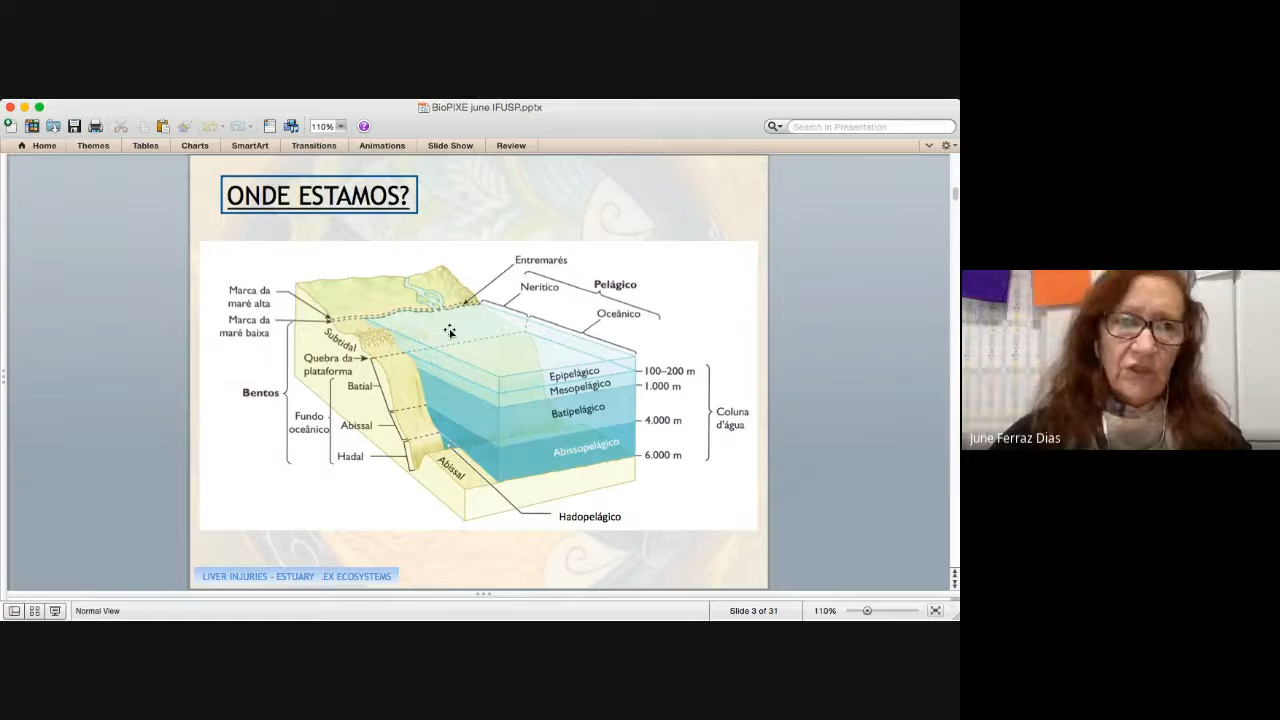 BioPIXE june IFUSP.pptx
110%
Search in Presentation
Home
Themes
Tables
Charts
SmartArt
Transitions
Animations
Slide Show
Review
ONDE ESTAMOS?
Entremarés
Marca da
maré alta
Marca da
maré baixa
Subtidal
Quebra da
plataforma
Bentos
Batial
Fundo
oceânico
Abissal
Hadal
Abissal
Nerítico
Pelágico
Oceânico
Epipelágico
100–200 m
Mesopelágico
1.000 m
Batipelágico
4.000 m
Abissopelágico
6.000 m
Coluna
d'água
Hadopelágico
LIVER INJURIES - ESTUARY .EX ECOSYSTEMS
Normal View
Slide 3 of 31
110%
June Ferraz Dias